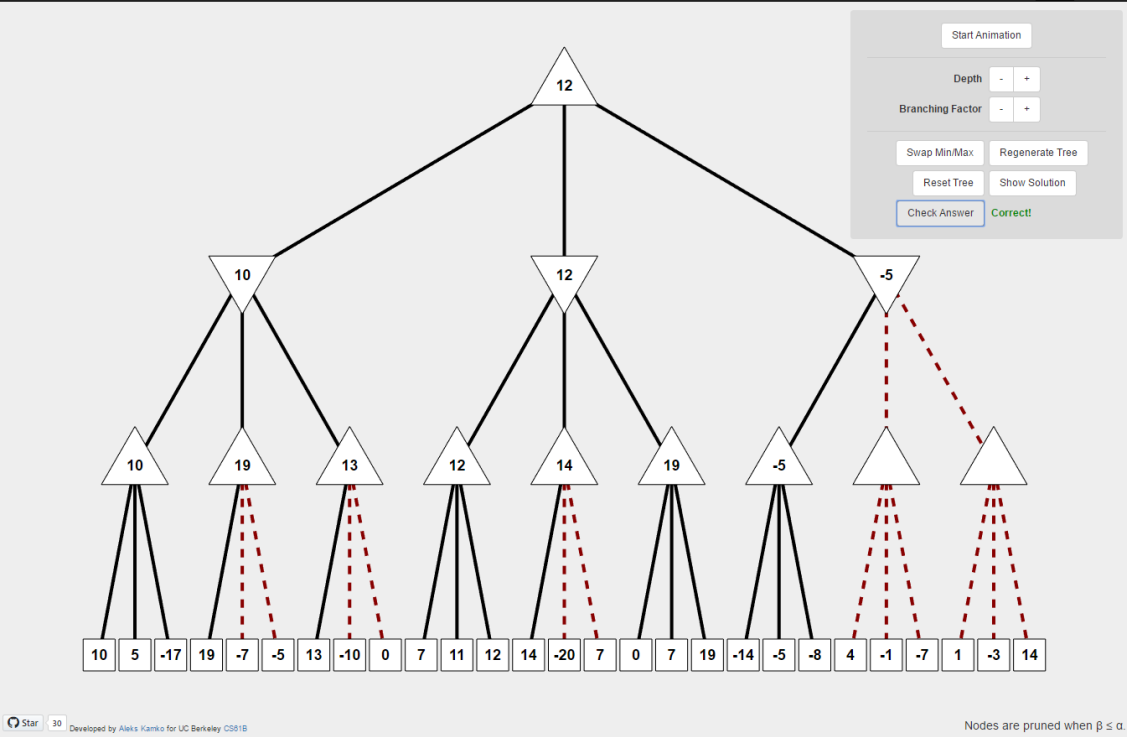 Start Animation
12
Depth - +
Branching Factor - +
Swap Min/Max Regenerate Tree
Reset Tree Show Solution
Check Answer Correct!
10 12 -5
10 19 13 12 14 19 -5
10 5 -17 19 -7 -5 13 -10 0 7 11 12 14 -20 7 0 7 19 -14 -5 -8 4 -1 -7 1 -3 14
Star 30 Developed by Aleks Kamko for UC Berkeley CS61B
Nodes are pruned when β ≤ α.